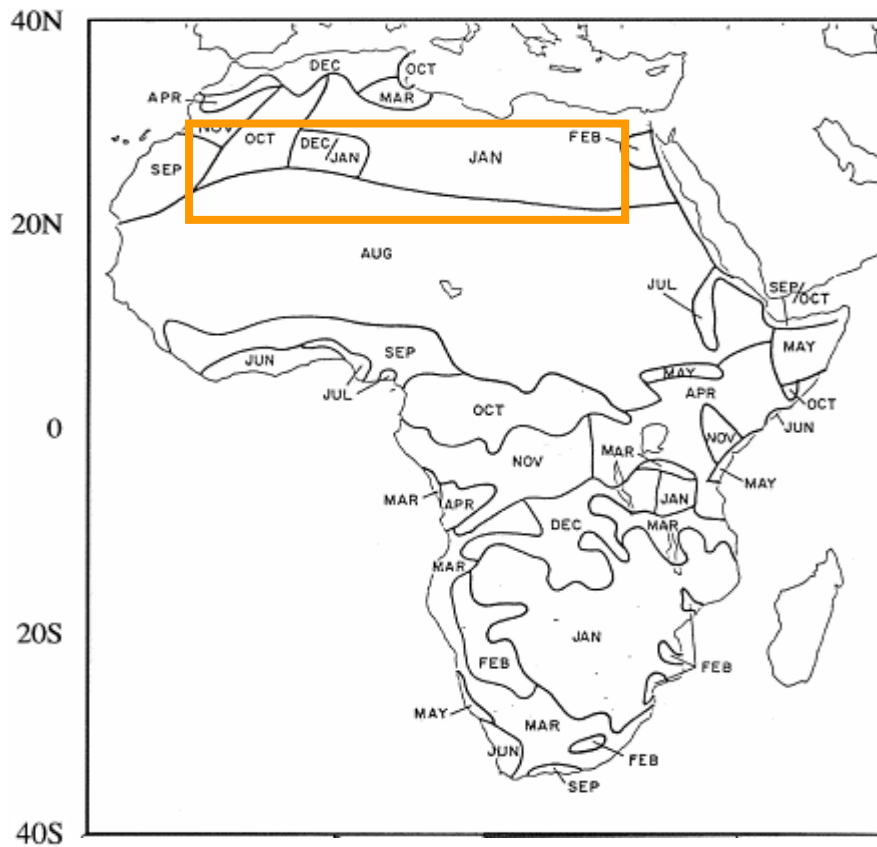 40N
DEC
OCT
APR
MAR
NOV
OCT
DEC/JAN
JAN
FEB
SEP
20N
AUG
JUL
SEP/OCT
JUN
SEP
MAY
JUL
MAY
APR
OCT
OCT
JUN
0
NOV
NOV
MAR
MAY
MAR
APR
JAN
DEC
MAR
MAR
20S
JAN
FEB
FEB
MAY
MAR
JUN
FEB
SEP
40S